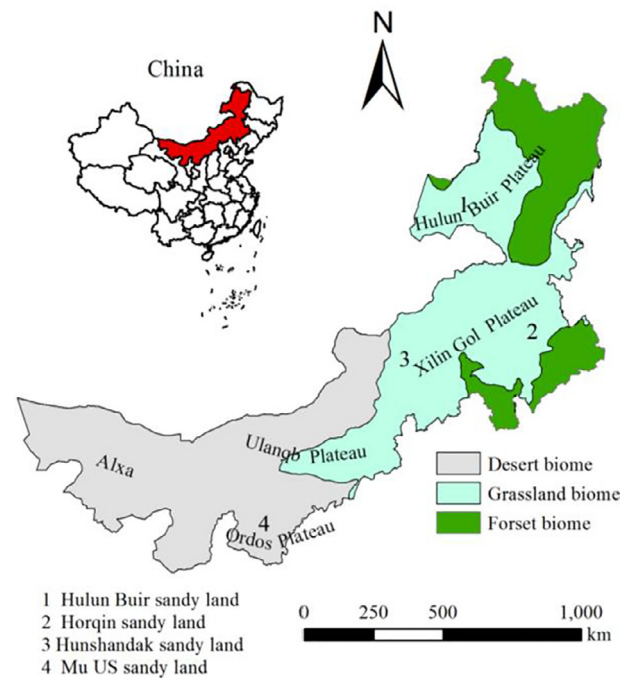 N
China
Hulun Buir Plateau
1
Xilin Gol Plateau
2
3
Ulanqb Plateau
Alxa
4
Ordos Plateau
Desert biome
Grassland biome
Forset biome
1 Hulun Buir sandy land
2 Horqin sandy land
3 Hunshandak sandy land
4 Mu US sandy land
0 250 500 1,000
km